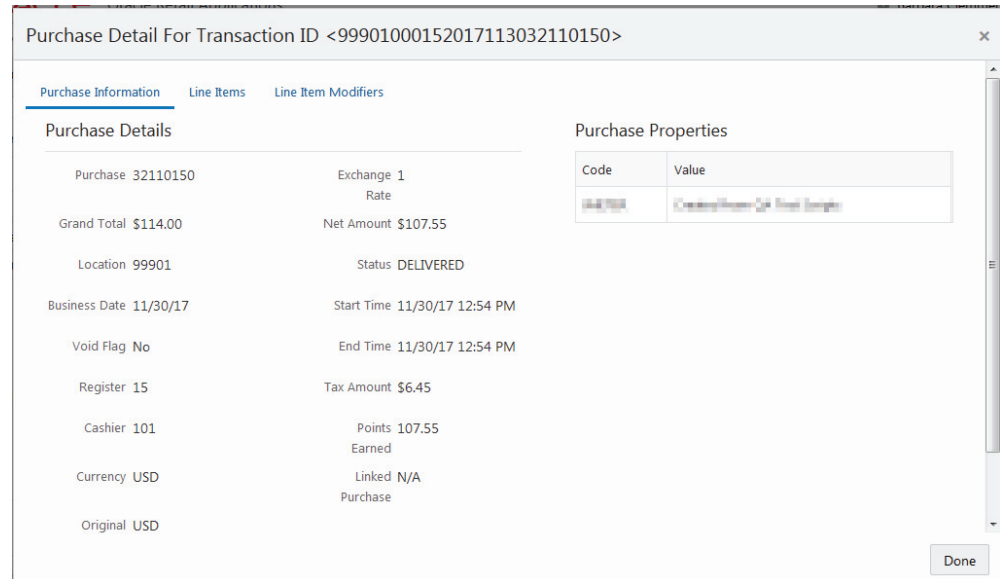 Purchase Detail For Transaction ID <99901000152017113032110150>
×
Purchase Information Line Items Line Item Modifiers
Purchase Details
Purchase 32110150
Exchange Rate 1
Grand Total $114.00
Net Amount $107.55
Location 99901
Status DELIVERED
Business Date 11/30/17
Start Time 11/30/17 12:54 PM
Void Flag No
End Time 11/30/17 12:54 PM
Register 15
Tax Amount $6.45
Cashier 101
Points Earned 107.55
Currency USD
Linked Purchase N/A
Original USD
Purchase Properties
Code Value
Done